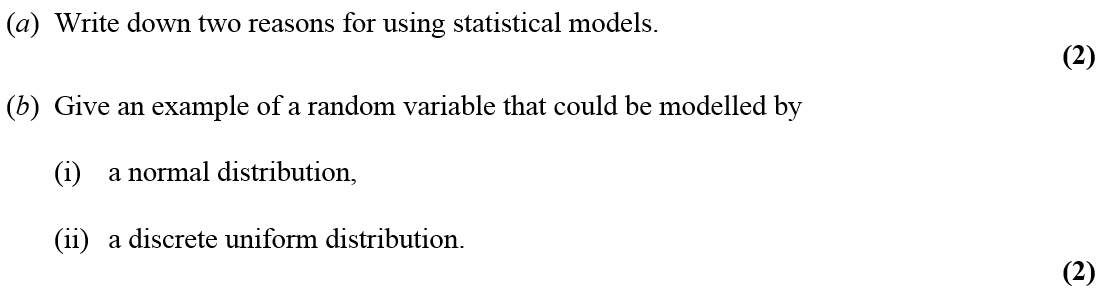 (a) Write down two reasons for using statistical models.
(2)
(b) Give an example of a random variable that could be modelled by
(i) a normal distribution,
(ii) a discrete uniform distribution.
(2)